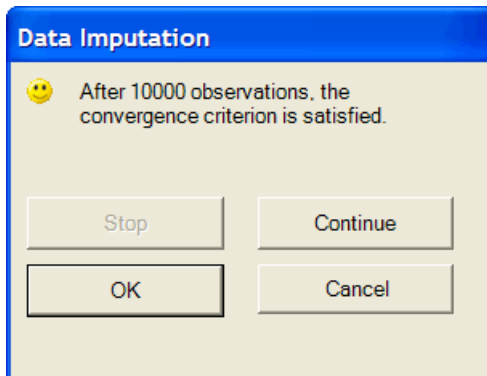 Data Imputation
After 10000 observations, the
convergence criterion is satisfied.
Stop
Continue
OK
Cancel